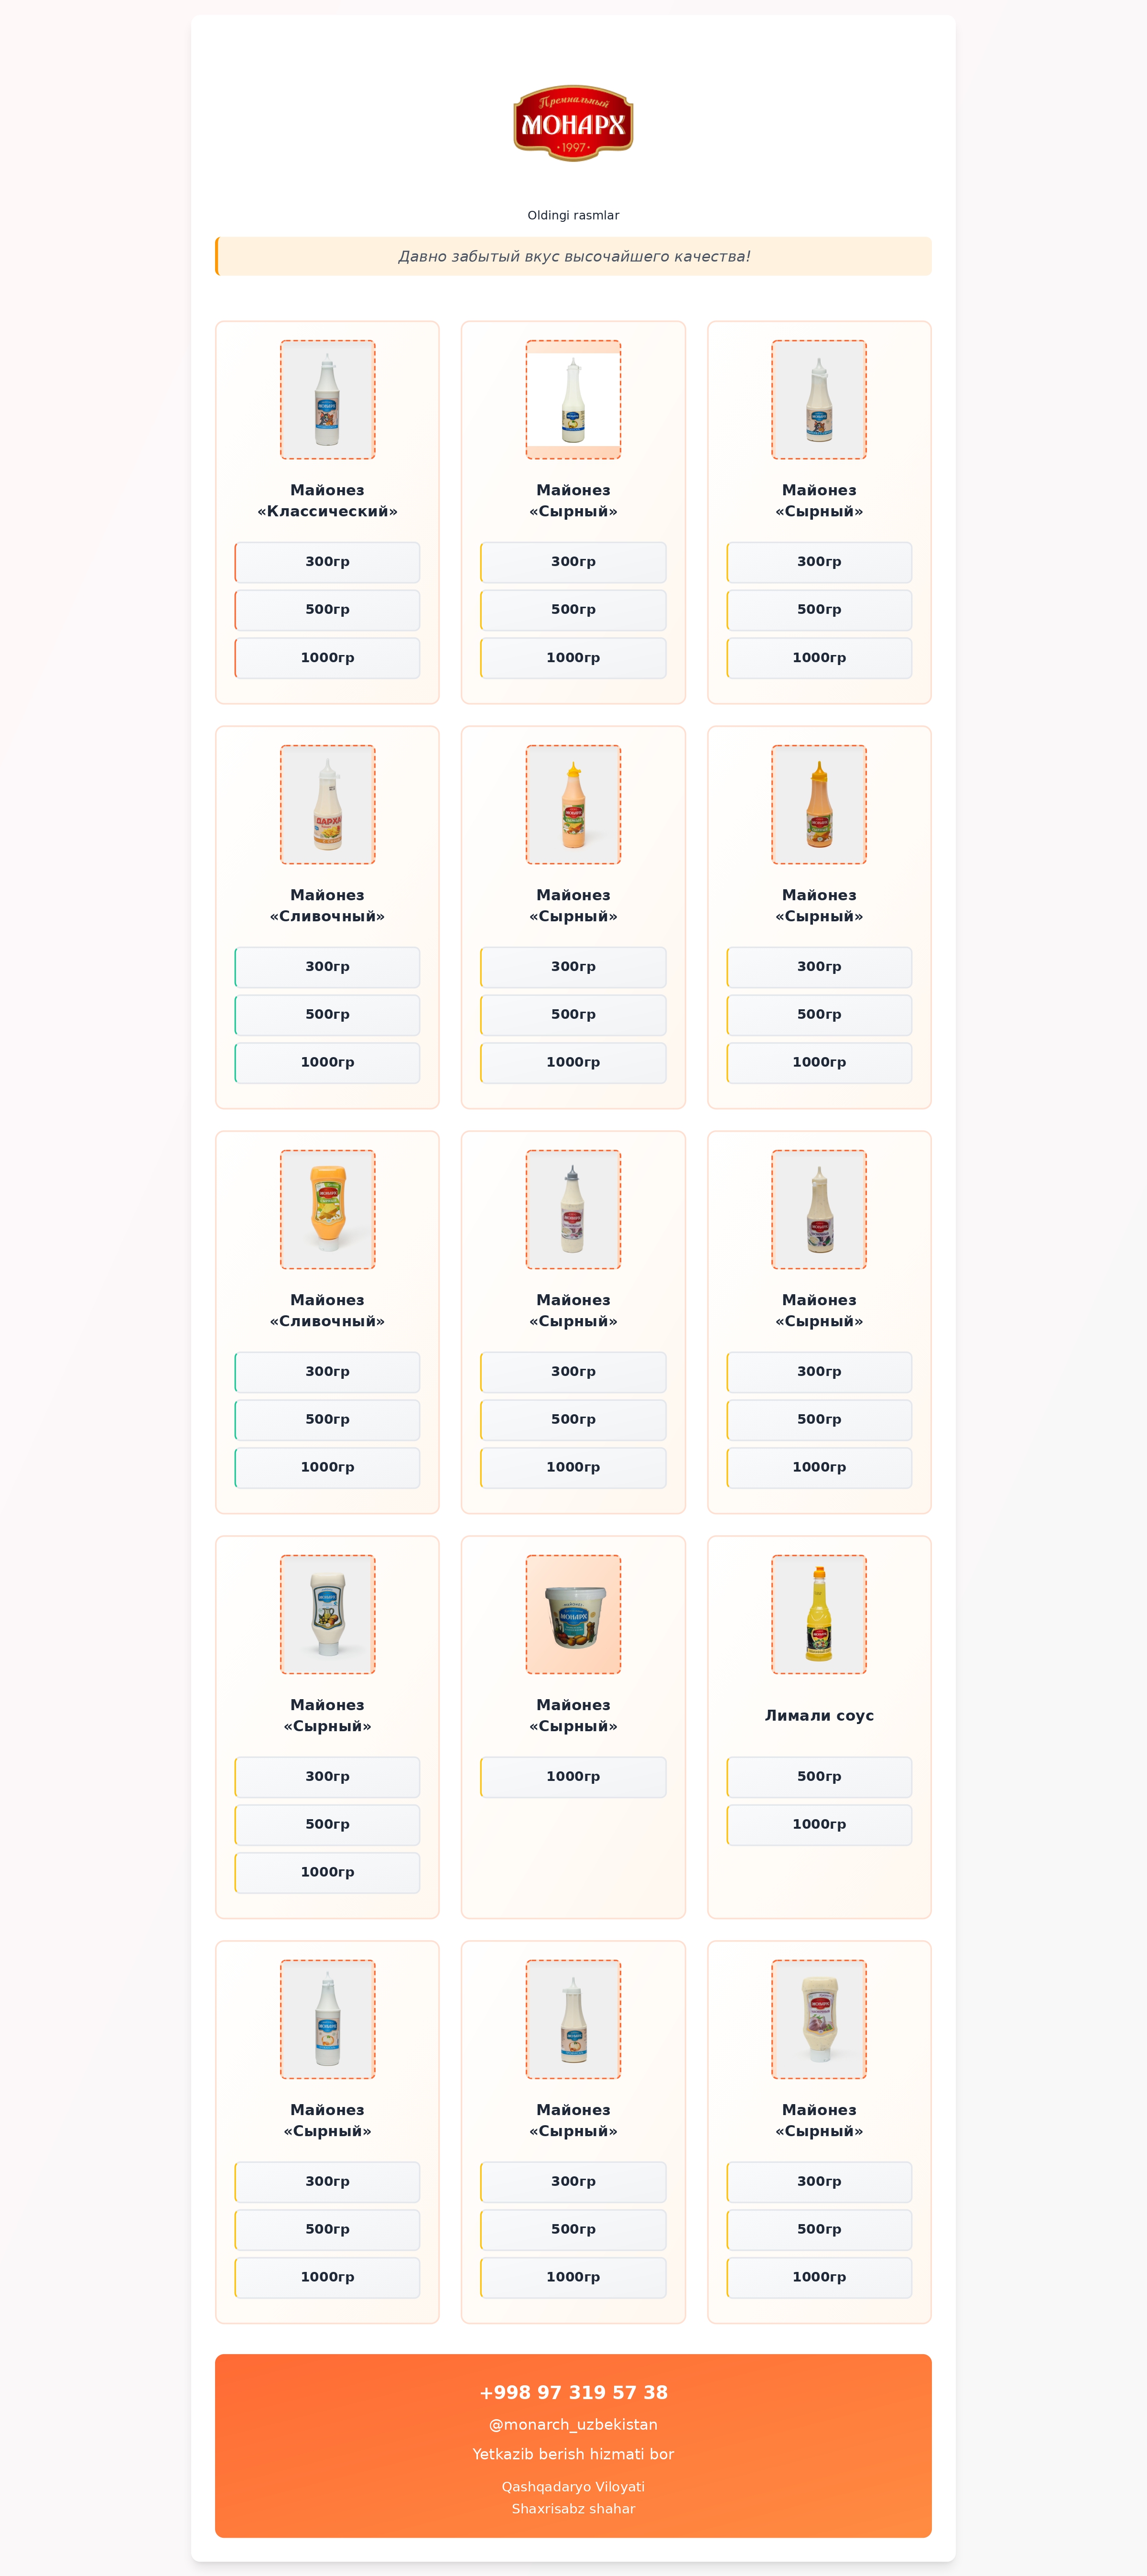 Премиальный
МОНАРХ
1997
Oldingi rasmlar
Давно забытый вкус высочайшего качества!
Майонез
«Классический»
300гр
500гр
1000гр
Майонез
«Сырный»
300гр
500гр
1000гр
Майонез
«Сырный»
300гр
500гр
1000гр
Майонез
«Сливочный»
300гр
500гр
1000гр
Майонез
«Сырный»
300гр
500гр
1000гр
Майонез
«Сырный»
300гр
500гр
1000гр
Майонез
«Сливочный»
300гр
500гр
1000гр
Майонез
«Сырный»
300гр
500гр
1000гр
Майонез
«Сырный»
300гр
500гр
1000гр
Майонез
«Сырный»
300гр
500гр
1000гр
МОНАРХ
Майонез
«Сырный»
1000гр
Лимали соус
500гр
1000гр
Майонез
«Сырный»
300гр
500гр
1000гр
Майонез
«Сырный»
300гр
500гр
1000гр
Майонез
«Сырный»
300гр
500гр
1000гр
+998 97 319 57 38
@monarch_uzbekistan
Yetkazib berish hizmati bor
Qashqadaryo Viloyati
Shaxrisabz shahar